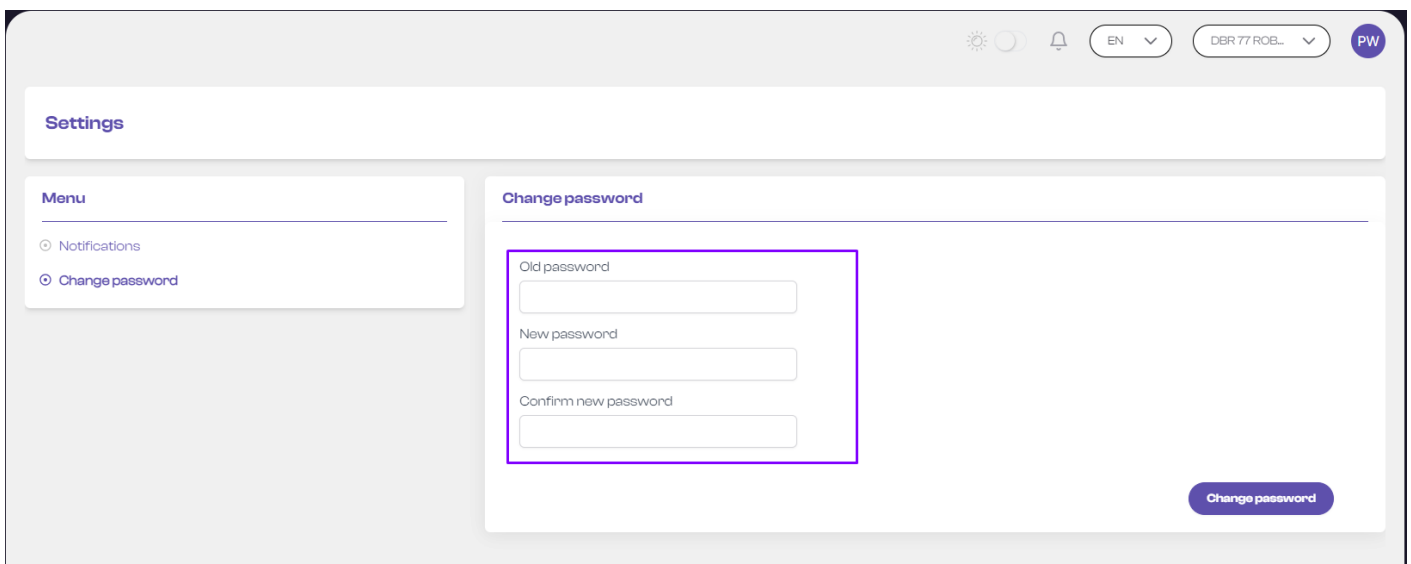 EN
DBR 77 ROB...
PW
Settings
Menu
Notifications
Change password
Change password
Old password
New password
Confirm new password
Change password